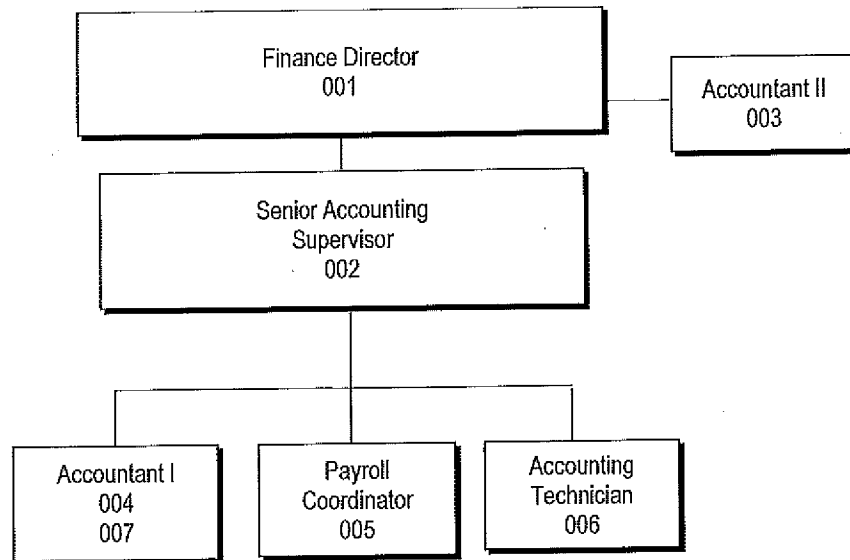 Finance Director
001
Accountant II
003
Senior Accounting
Supervisor
002
Accountant I
004
007
Payroll
Coordinator
005
Accounting
Technician
006